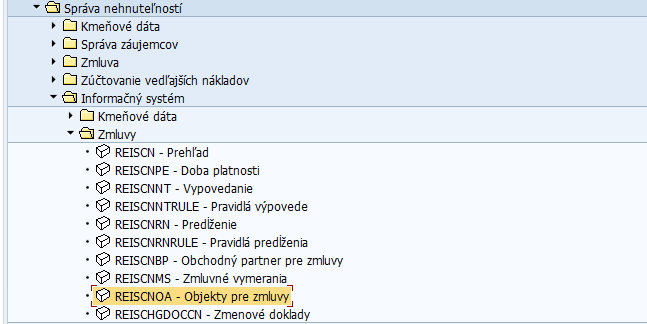 Správa nehnuteľností
Kmeňové dáta
Správa záujemcov
Zmluva
Zúčtovanie vedľajších nákladov
Informačný systém
Kmeňové dáta
Zmluvy
REISCN - Prehľad
REISCNPE - Doba platnosti
REISCNNT - Vypovedanie
REISCNNTRULE - Pravidlá výpovede
REISCNRN - Predĺženie
REISCNRNRULE - Pravidlá predĺženia
REISCNBP - Obchodný partner pre zmluvy
REISCNMS - Zmluvné vymerania
REISCNOA - Objekty pre zmluvy
REISCHGDOCCN - Zmenové doklady